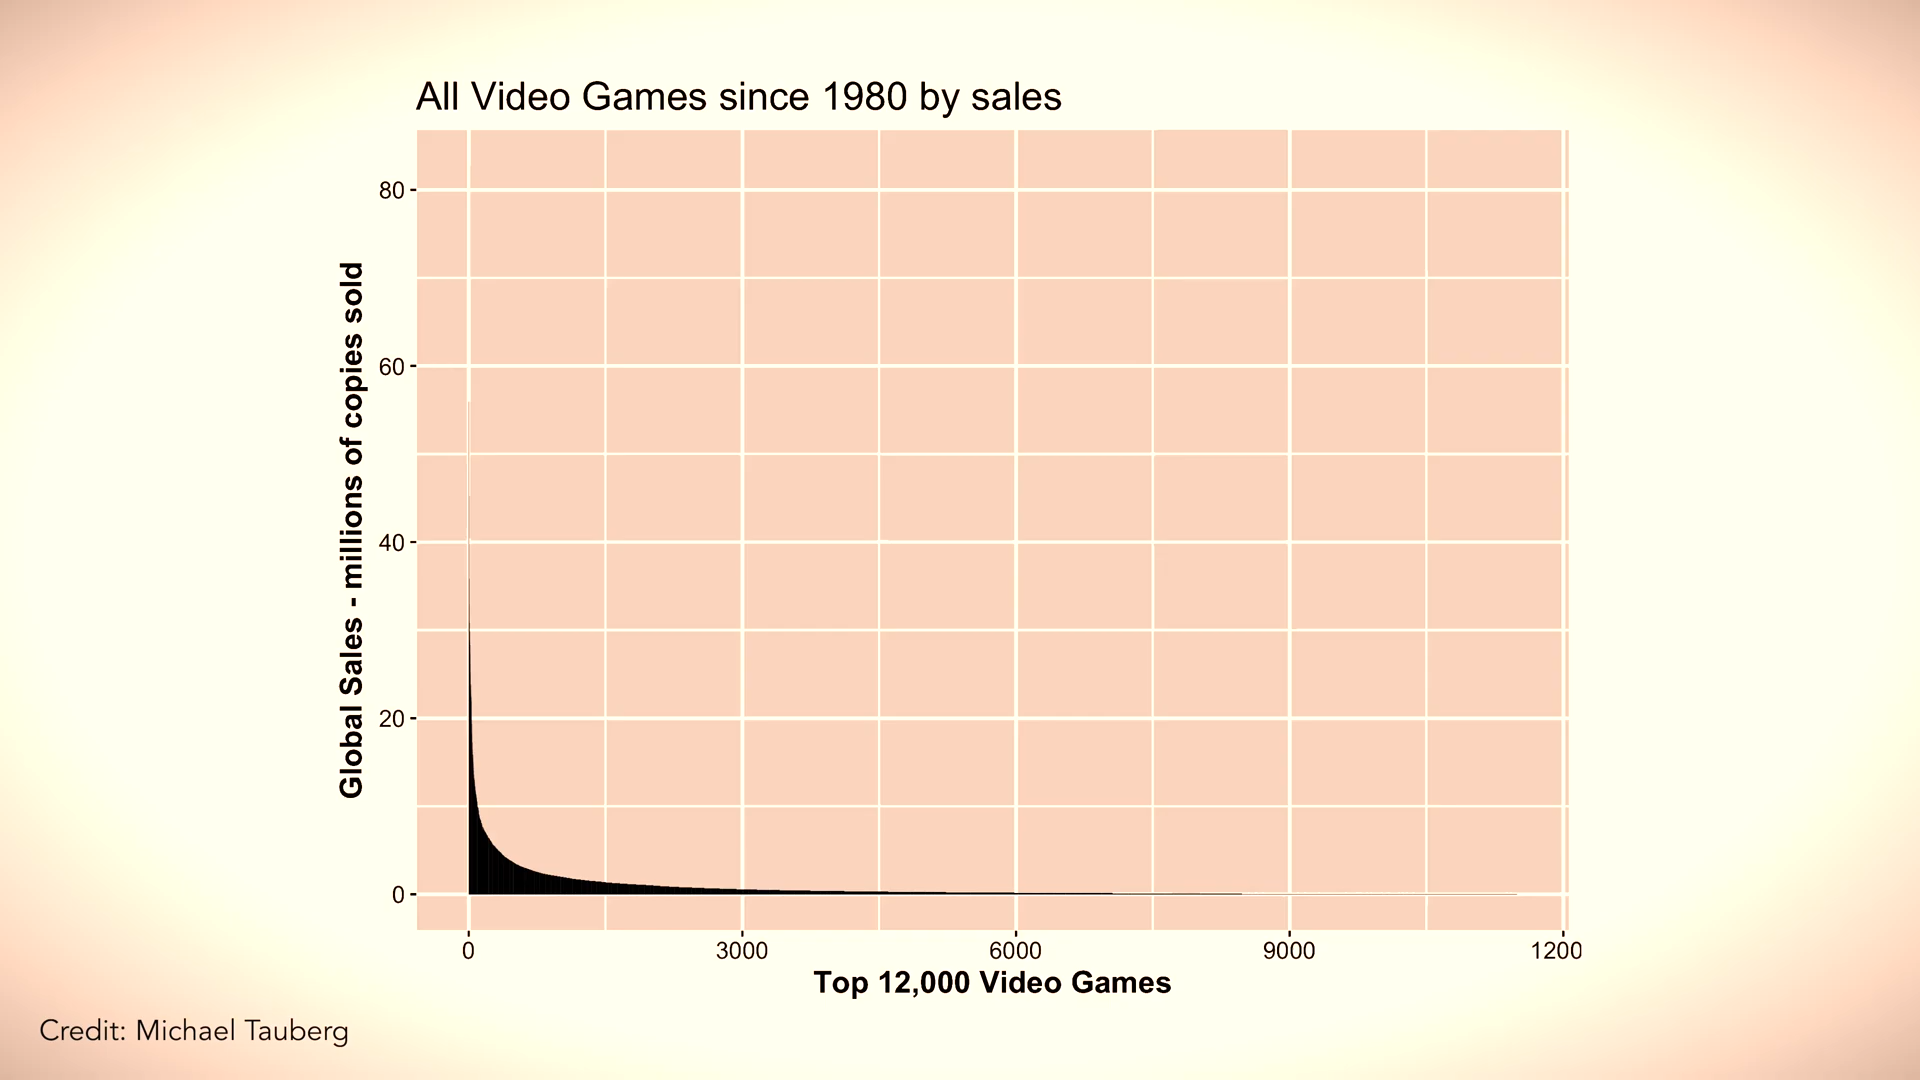 All Video Games since 1980 by sales
Global Sales - millions of copies sold
80
60
40
20
0
0 3000 6000 9000 1200
Top 12,000 Video Games
Credit: Michael Tauberg